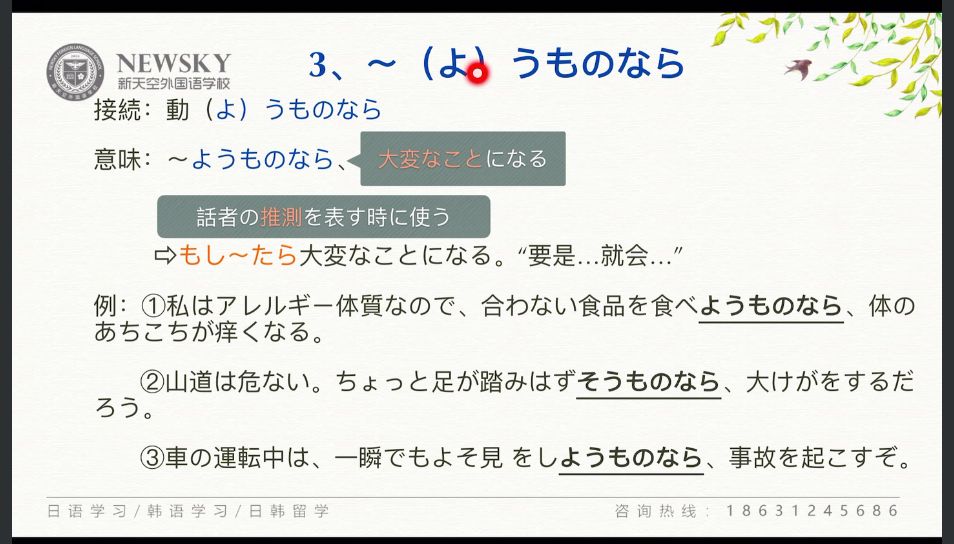 NEWSKY
新天空外国语学校
3、～（よ）うものなら
接続：動（よ）うものなら
意味：～ようものなら、 大変なことになる
話者の推測を表す時に使う
⇨もし～たら大変なことになる。“要是…就会…”
例：①私はアレルギー体質なので、合わない食品を食べようものなら、体の
あちこちが痒くなる。
②山道は危ない。ちょっと足が踏みはずそうものなら、大けがをするだ
ろう。
③車の運転中は、一瞬でもよそ見 をしようものなら、事故を起こすぞ。
日语学习/韩语学习/日韩留学
咨询热线：18631245686